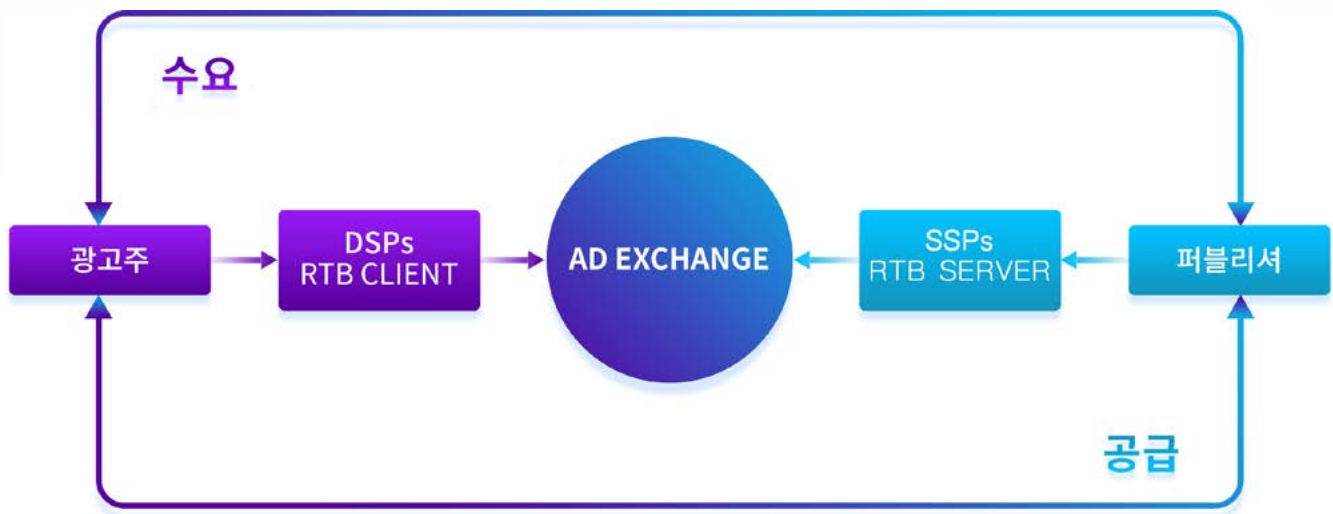 수요
광고주
DSPs
RTB CLIENT
AD EXCHANGE
SSPs
RTB SERVER
퍼블리셔
공급